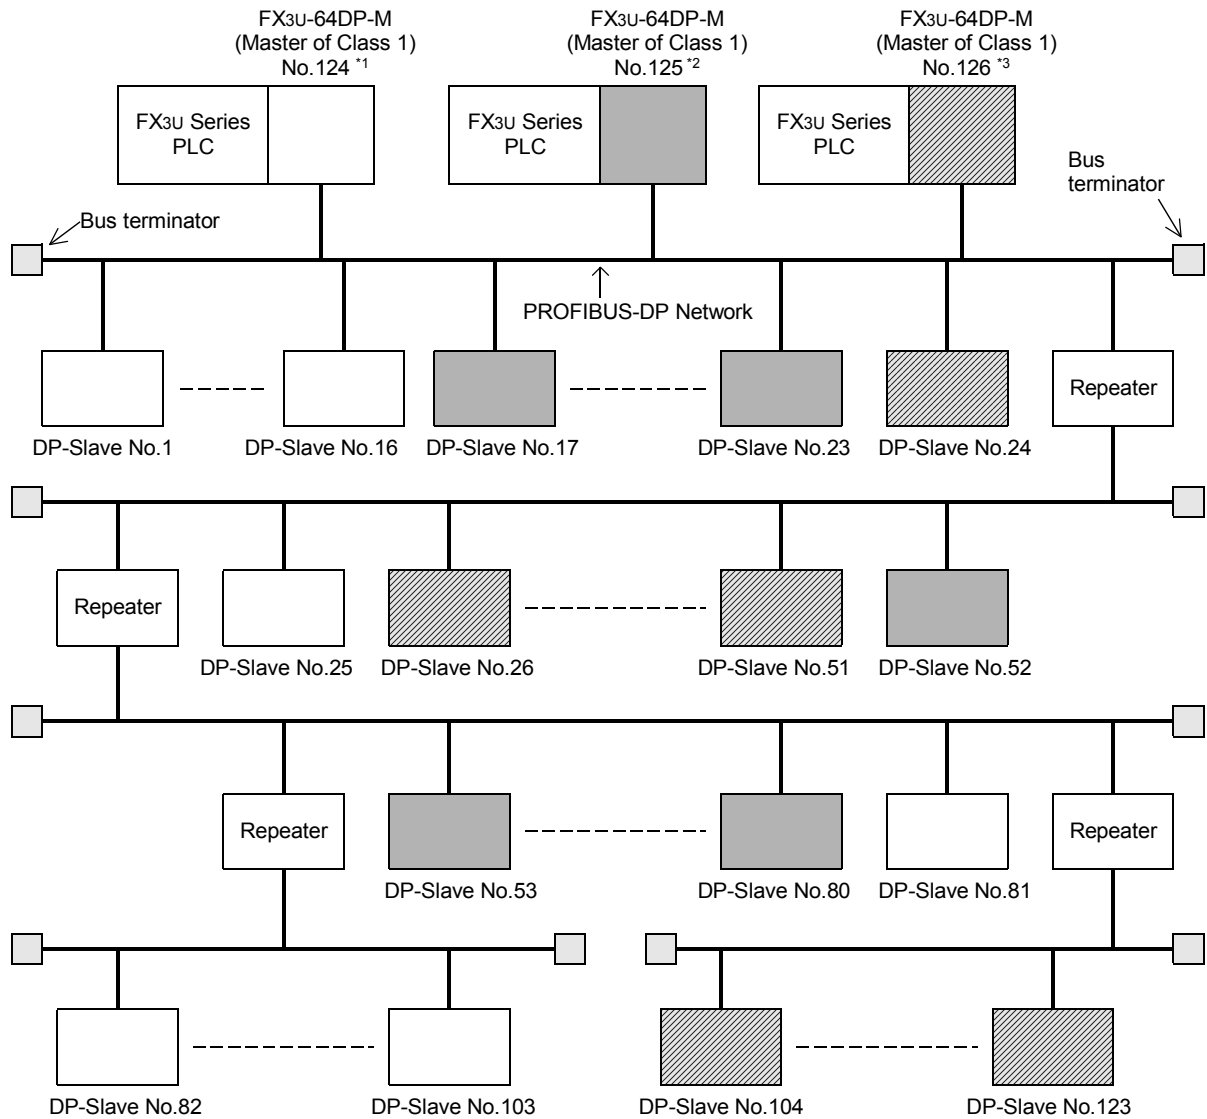 FX3U-64DP-M
(Master of Class 1)
No.124 *1
FX3U-64DP-M
(Master of Class 1)
No.125 *2
FX3U-64DP-M
(Master of Class 1)
No.126 *3
FX3U Series
PLC
FX3U Series
PLC
FX3U Series
PLC
Bus
terminator
Bus terminator
PROFIBUS-DP Network
Repeater
DP-Slave No.1
DP-Slave No.16
DP-Slave No.17
DP-Slave No.23
DP-Slave No.24
Repeater
DP-Slave No.25
DP-Slave No.26
DP-Slave No.51
DP-Slave No.52
Repeater
Repeater
DP-Slave No.53
DP-Slave No.80
DP-Slave No.81
DP-Slave No.82
DP-Slave No.103
DP-Slave No.104
DP-Slave No.123